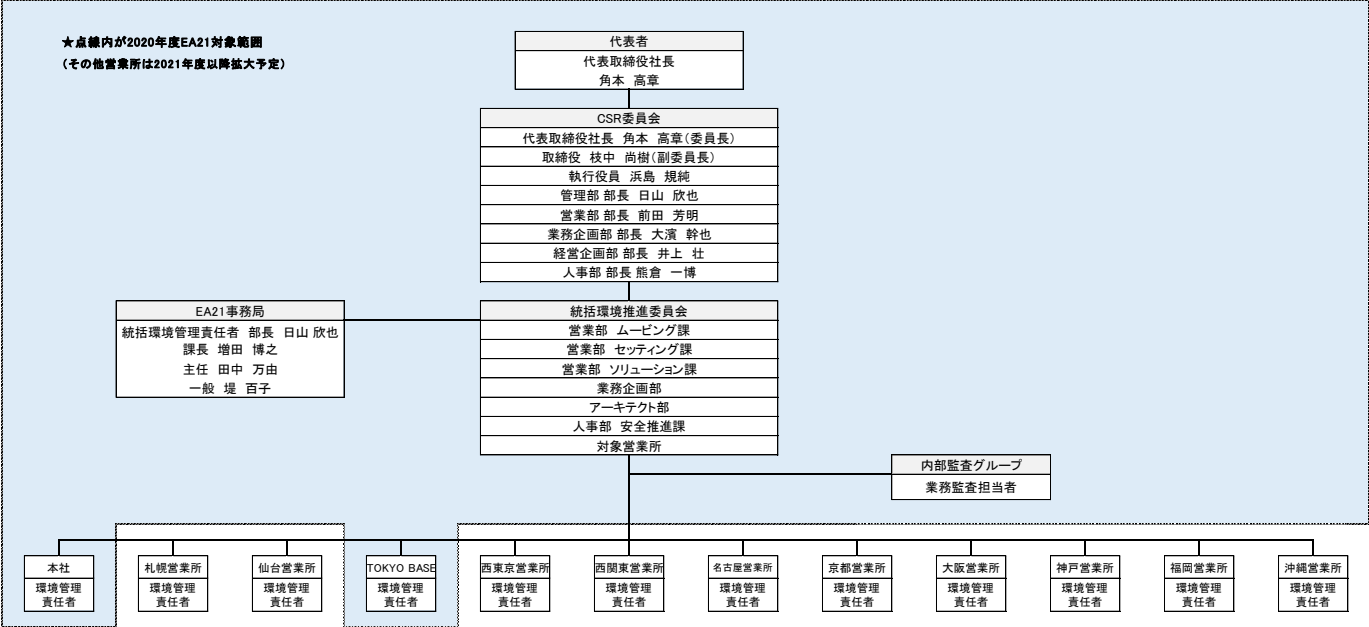 ★点線内が2020年度EA21対象範囲
（その他営業所は2021年度以降拡大予定）
代表者
代表取締役社長
角本　高章
CSR委員会
代表取締役社長　角本　高章（委員長）
取締役　枝中　尚樹（副委員長）
執行役員　浜島　規純
管理部 部長　日山　欣也
営業部 部長　前田　芳明
業務企画部 部長　大濱　幹也
経営企画部 部長　井上　壮
人事部 部長 熊倉　一博
EA21事務局
統括環境管理責任者　部長　日山 欣也
課長　増田　博之
主任　田中　万由
一般　堤　百子
統括環境推進委員会
営業部　ムービング課
営業部　セッティング課
営業部　ソリューション課
業務企画部
アーキテクト部
人事部　安全推進課
対象営業所
内部監査グループ
業務監査担当者
本社
環境管理
責任者
札幌営業所
環境管理
責任者
仙台営業所
環境管理
責任者
TOKYO BASE
環境管理
責任者
西東京営業所
環境管理
責任者
西関東営業所
環境管理
責任者
名古屋営業所
環境管理
責任者
京都営業所
環境管理
責任者
大阪営業所
環境管理
責任者
神戸営業所
環境管理
責任者
福岡営業所
環境管理
責任者
沖縄営業所
環境管理
責任者